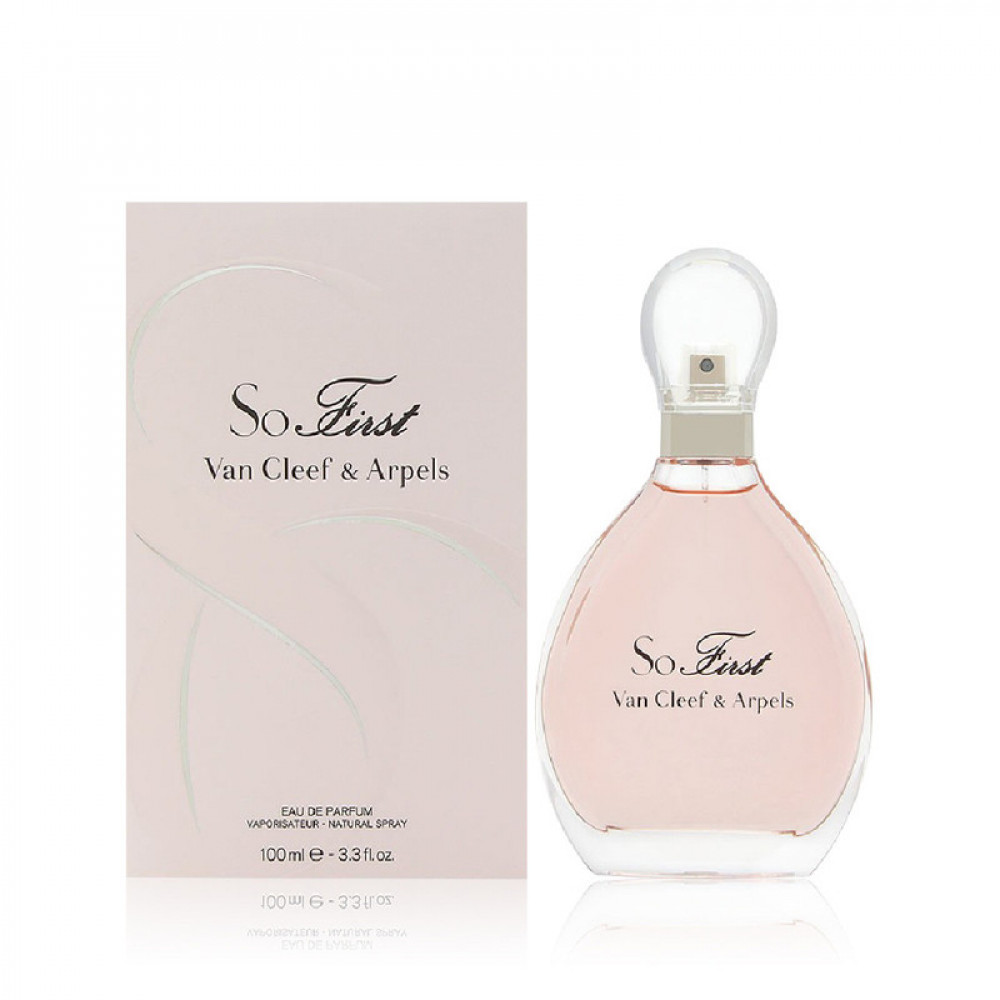 So First
Van Cleef & Arpels
EAU DE PARFUM
VAPORISATEUR - NATURAL SPRAY
100 ml ℮ - 3.3 fl. oz.
So First
Van Cleef & Arpels